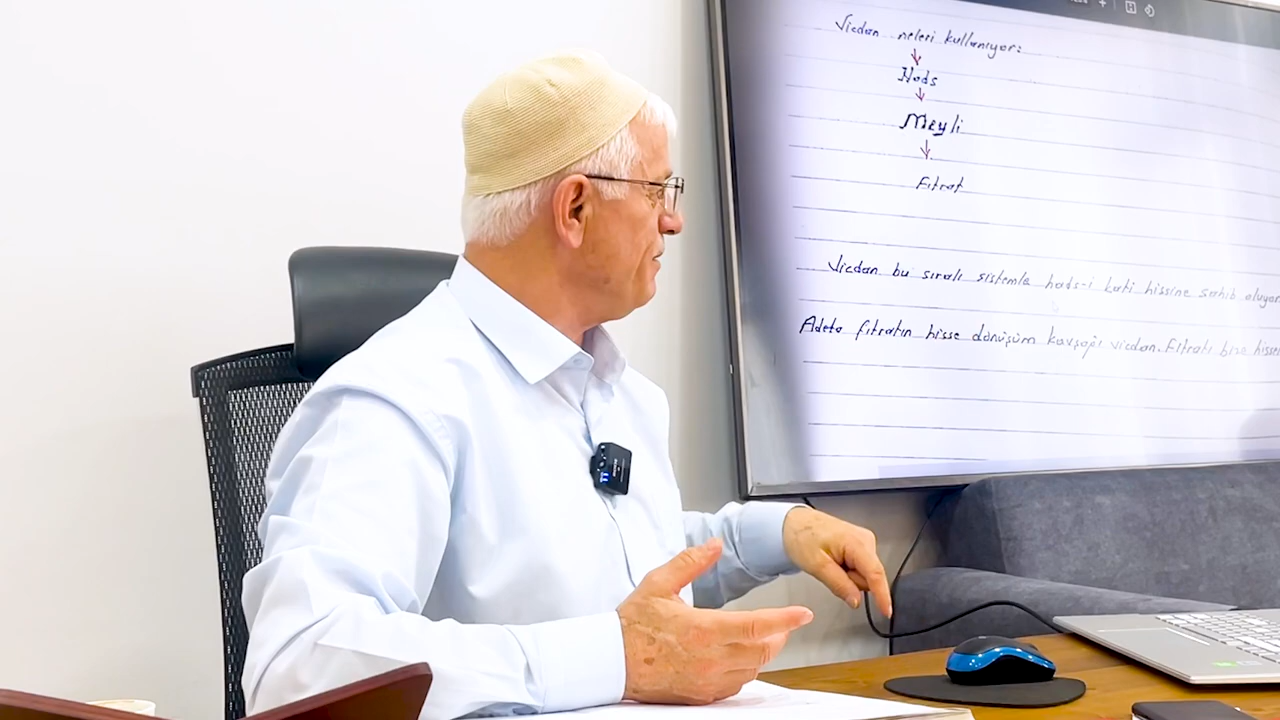 Vicdan neleri kullanıyor:
Hads
Meyli
Fıtrat
Vicdan bu sıralı sistemle hads-i kati hissine sahib oluyor
Adeta fıtratın hisse dönüşüm kavşağı vicdan. Fıtratı bize